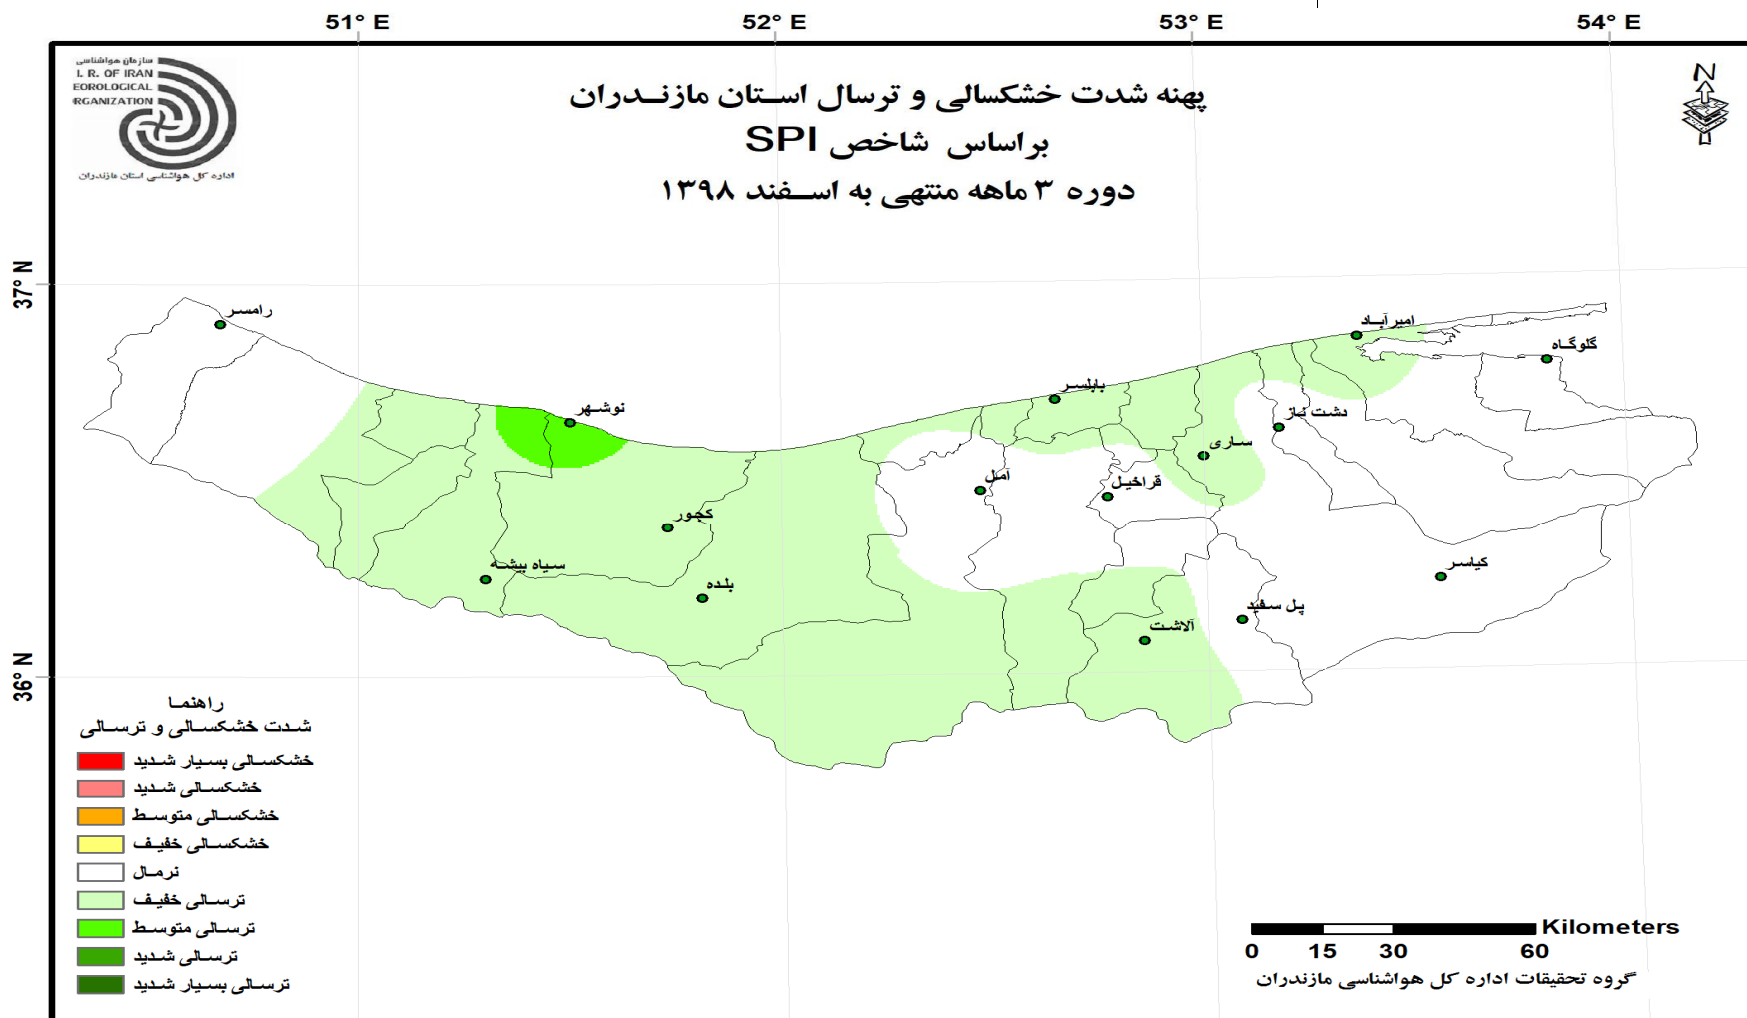 51° E 52° E 53° E 54° E
سازمان هواشناسی
I. R. OF IRAN
EOROLOGICAL
RGANIZATION
اداره کل هواشناسی استان مازندران
پهنه شدت خشکسالی و ترسال استان مازندران
براساس شاخص SPI
دوره ۳ ماهه منتهی به اسفند ۱۳۹۸
N
37° N
36° N
رامسر
امیرآباد
گلوگاه
بابلسر
نوشهر
دشت ناز
ساری
آمل
قراخیل
کجور
سیاه بیشه
کیاسر
بلده
پل سفید
آلاشت
راهنما
شدت خشکسالی و ترسالی
خشکسالی بسیار شدید
خشکسالی شدید
خشکسالی متوسط
خشکسالی خفیف
نرمال
ترسالی خفیف
ترسالی متوسط
ترسالی شدید
ترسالی بسیار شدید
Kilometers
0 15 30 60
گروه تحقیقات اداره کل هواشناسی مازندران